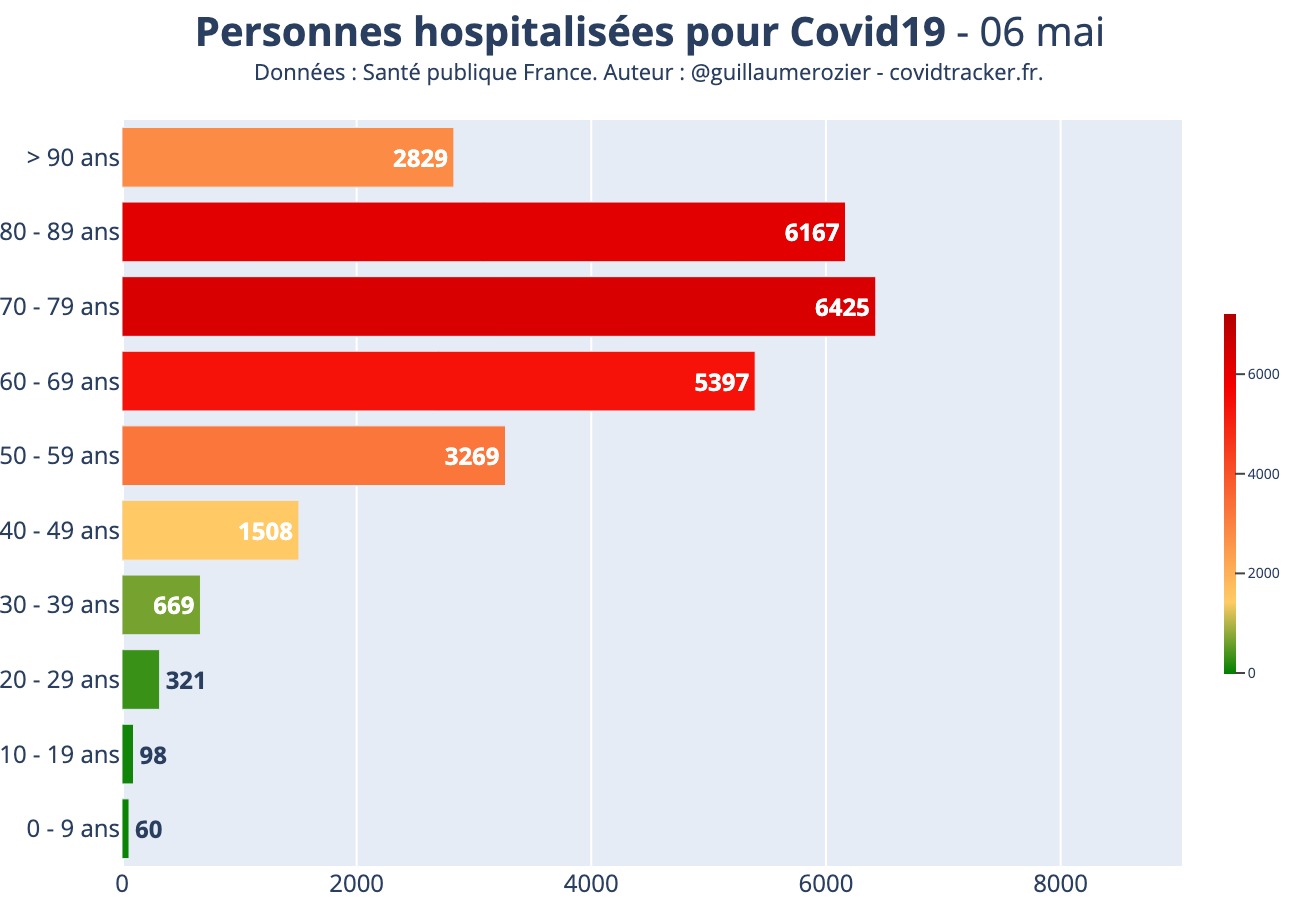 Personnes hospitalisées pour Covid19 - 06 mai
Données : Santé publique France. Auteur : @guillaumerozier - covidtracker.fr.
> 90 ans 2829
80 - 89 ans 6167
70 - 79 ans 6425
60 - 69 ans 5397
50 - 59 ans 3269
40 - 49 ans 1508
30 - 39 ans 669
20 - 29 ans 321
10 - 19 ans 98
0 - 9 ans 60
0 2000 4000 6000 8000
6000
4000
2000
0